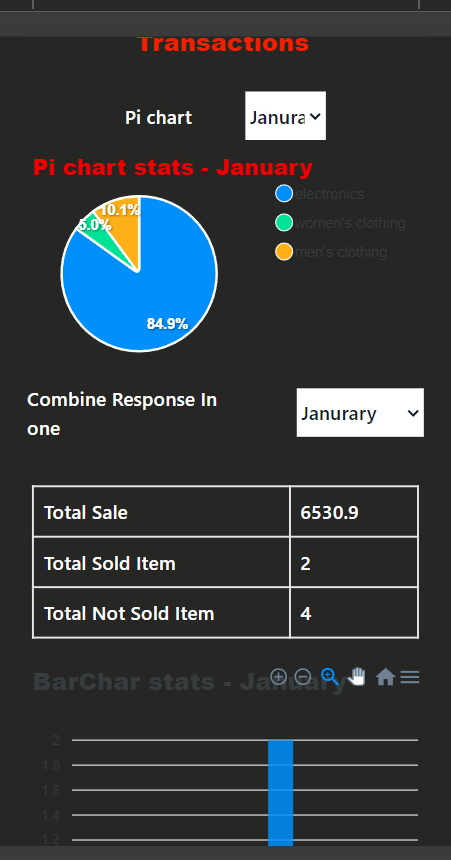 Transactions
Pi chart
Janura
Pi chart stats - January
electronics
women's clothing
men's clothing
10.1%
5.0%
84.9%
Combine Response In
one
Janurary
Total Sale 6530.9
Total Sold Item 2
Total Not Sold Item 4
BarChar stats - January
2
1.8
1.6
1.4
1.2